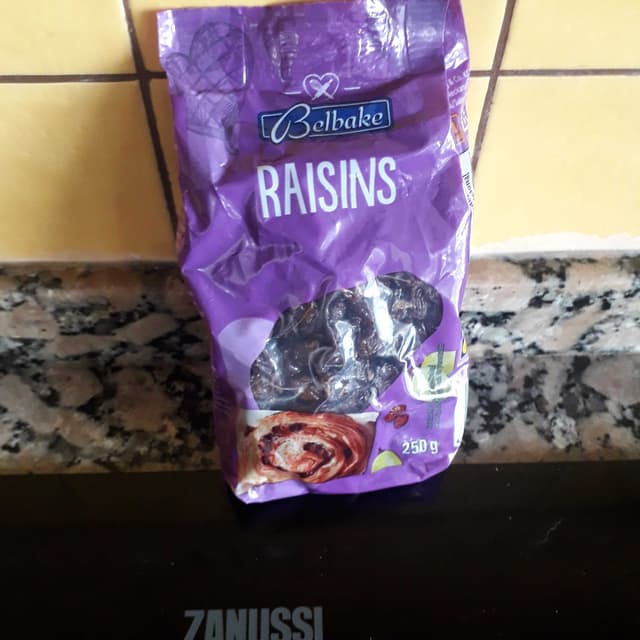 Belbake
RAISINS
250 g
ZANUSSI